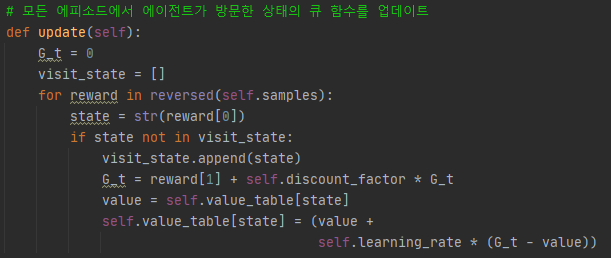 # 모든 에피소드에서 에이전트가 방문한 상태의 큐 함수를 업데이트
def update(self):
    G_t = 0
    visit_state = []
    for reward in reversed(self.samples):
        state = str(reward[0])
        if state not in visit_state:
            visit_state.append(state)
            G_t = reward[1] + self.discount_factor * G_t
            value = self.value_table[state]
            self.value_table[state] = (value +
                                       self.learning_rate * (G_t - value))